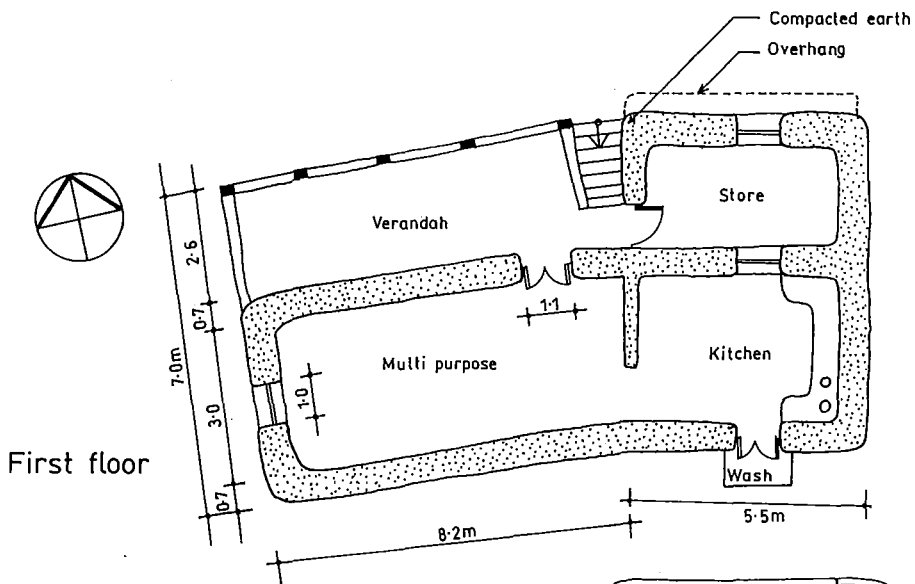 Compacted earth
Overhang
Store
Verandah
2·6
0·7
7·0m
3·0
0·7
1·1
1·0
Multi purpose
Kitchen
First floor
Wash
5·5m
8·2m